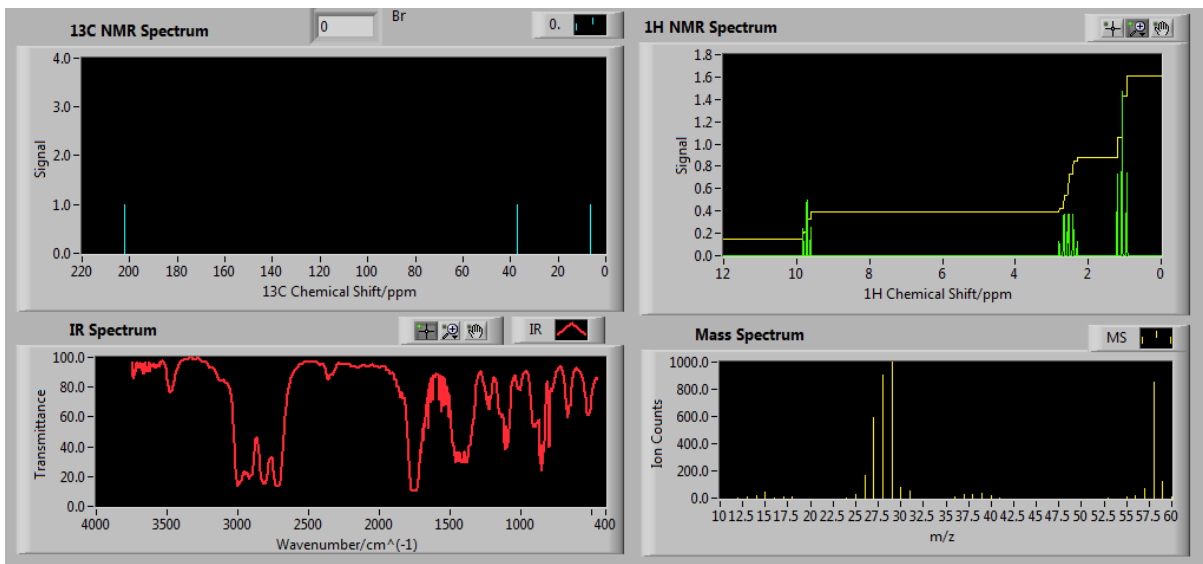 13C NMR Spectrum
0
Br
0.
4.0
3.0
2.0
1.0
0.0
Signal
220 200 180 160 140 120 100 80 60 40 20 0
13C Chemical Shift/ppm
1H NMR Spectrum
1.8
1.6
1.4
1.2
1.0
0.8
0.6
0.4
0.2
0.0
Signal
12 10 8 6 4 2 0
1H Chemical Shift/ppm
IR Spectrum
IR
100.0
80.0
60.0
40.0
20.0
0.0
Transmittance
4000 3000 2000 1000 400
Wavenumber/cm^(-1)
Mass Spectrum
MS
1000.0
800.0
600.0
400.0
200.0
0.0
Ion Counts
10 12.5 15 17.5 20 22.5 25 27.5 30 32.5 35 37.5 40 42.5 45 47.5 50 52.5 55 57.5 60
m/z